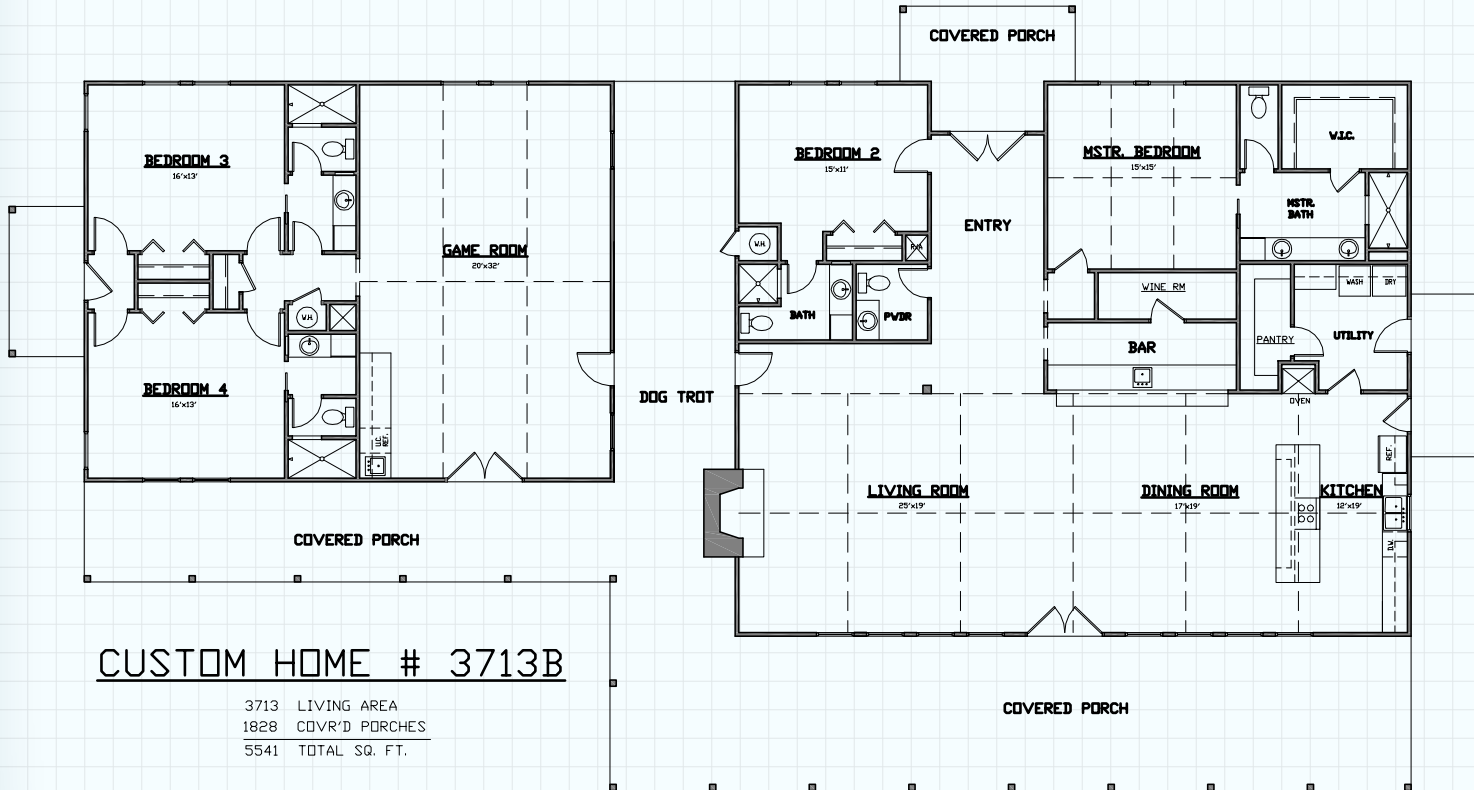 COVERED PORCH
BEDROOM 3
16'x13'
GAME ROOM
20'x32'
BEDROOM 2
15'x11'
ENTRY
MSTR. BEDROOM
15'x15'
W.I.C.
MSTR.
BATH
W.H.
R/A
WINE RM
WASH
DRY
BATH
PWDR
BAR
PANTRY
UTILITY
W.H.
BEDROOM 4
16'x13'
U.C.
REF.
DOG TROT
OVEN
REF.
LIVING ROOM
25'x19'
DINING ROOM
17'x19'
KITCHEN
12'x19'
D.W.
COVERED PORCH
CUSTOM HOME # 3713B
3713 LIVING AREA
1828 COVR'D PORCHES
5541 TOTAL SQ. FT.
COVERED PORCH